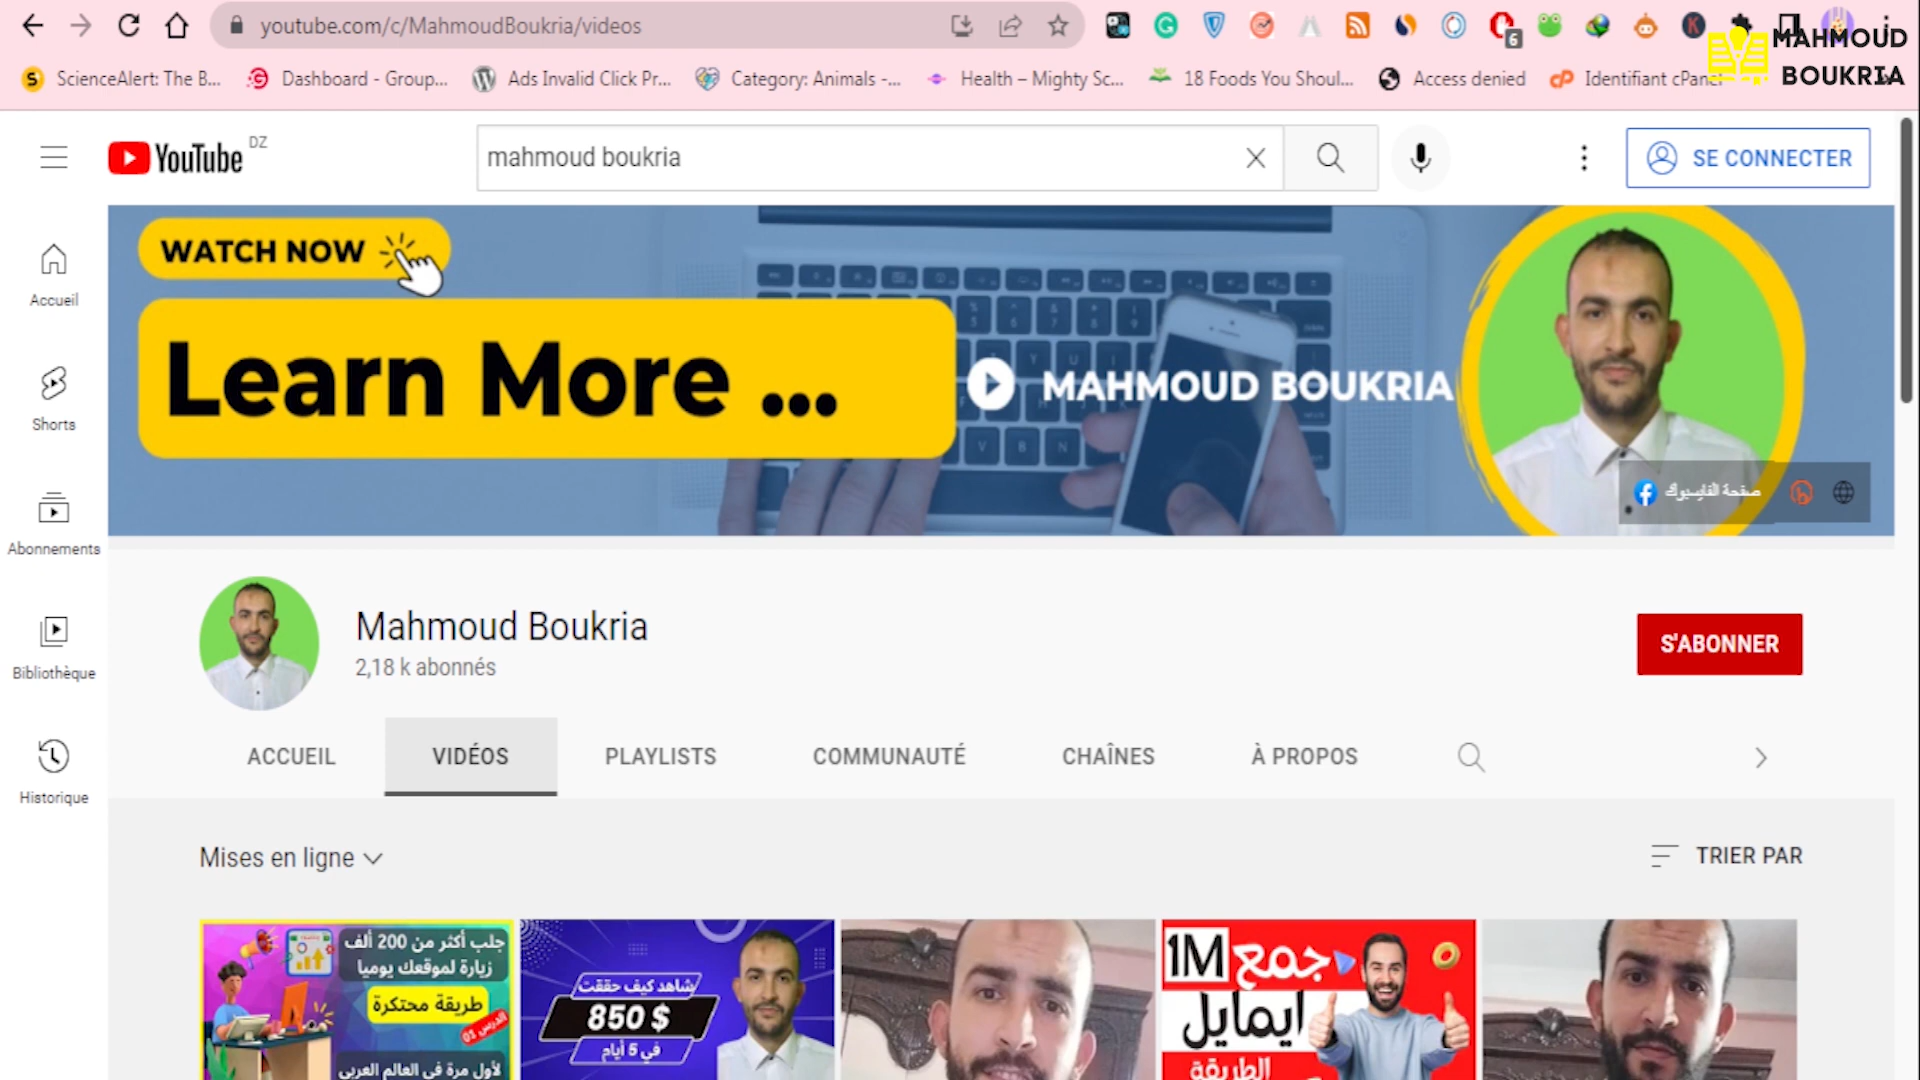 youtube.com/c/MahmoudBoukria/videos
6
MAHMOUD
BOUKRIA
ScienceAlert: The B...
Dashboard - Group...
Ads Invalid Click Pr...
Category: Animals -...
Health – Mighty Sc...
18 Foods You Shoul...
Access denied
Identifiant cPanel
YouTube DZ
mahmoud boukria
SE CONNECTER
WATCH NOW
Learn More ...
MAHMOUD BOUKRIA
صفحة الفايسبوك
Accueil
Shorts
Abonnements
Bibliothèque
Historique
Mahmoud Boukria
2,18 k abonnés
S'ABONNER
ACCUEIL
VIDÉOS
PLAYLISTS
COMMUNAUTÉ
CHAÎNES
À PROPOS
Mises en ligne
TRIER PAR
جلب أكثر من 200 ألف
زيارة لموقعك يوميا
طريقة محتكرة
الدرس 03
لأول مرة في العالم العربي
شاهد كيف حققت
850 $
في 5 أيام
جمع 1M
ايمايل
الطريقة